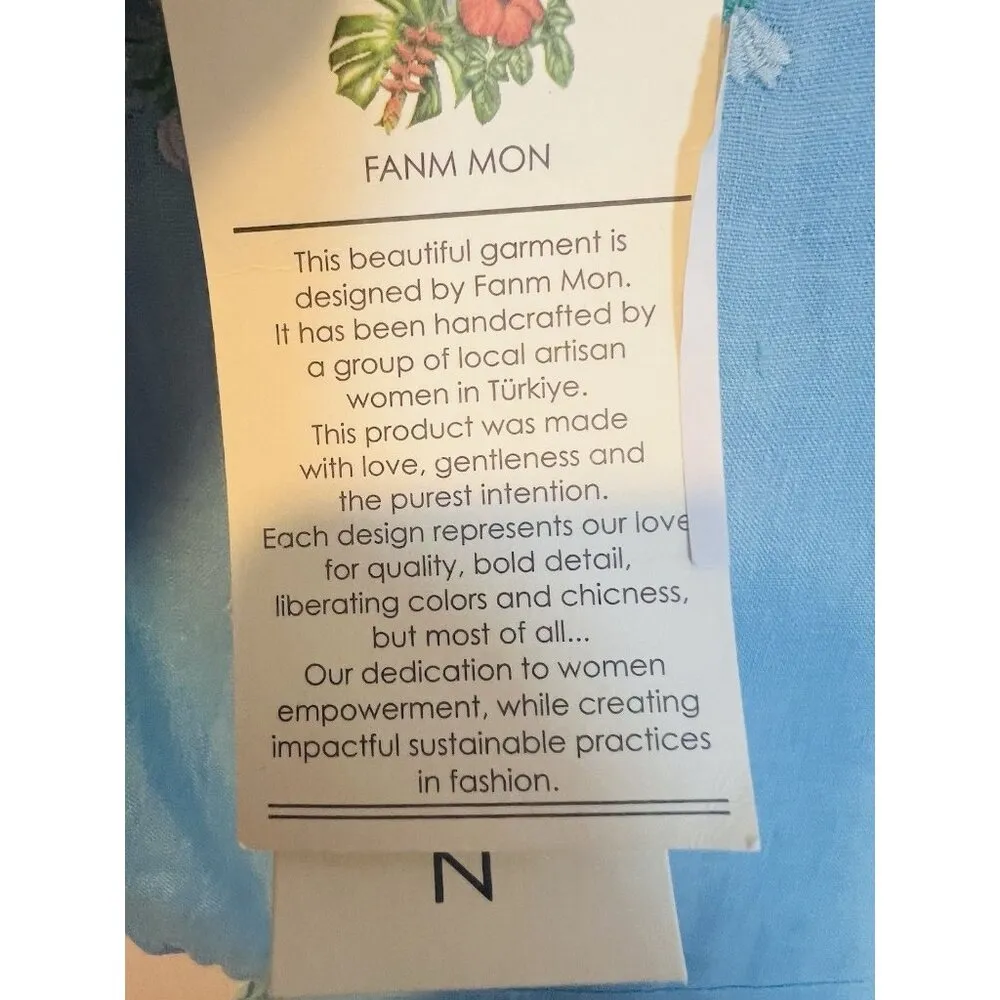 FANM MON
This beautiful garment is
designed by Fanm Mon.
It has been handcrafted by
a group of local artisan
women in Türkiye.
This product was made
with love, gentleness and
the purest intention.
Each design represents our love
for quality, bold detail,
liberating colors and chicness,
but most of all...
Our dedication to women
empowerment, while creating
impactful sustainable practices
in fashion.
N